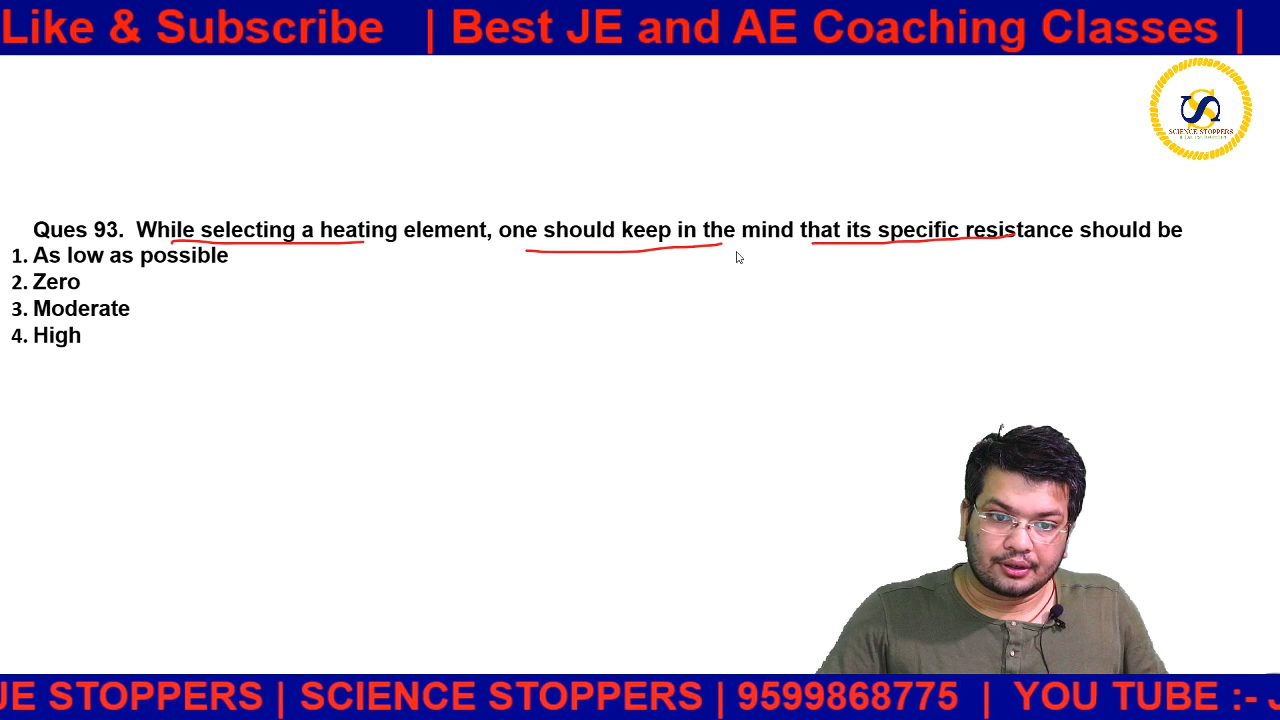 Like & Subscribe | Best JE and AE Coaching Classes |
SCIENCE STOPPERS
Ques 93. While selecting a heating element, one should keep in the mind that its specific resistance should be
1. As low as possible
2. Zero
3. Moderate
4. High
JE STOPPERS | SCIENCE STOPPERS | 9599868775 | YOU TUBE :- J